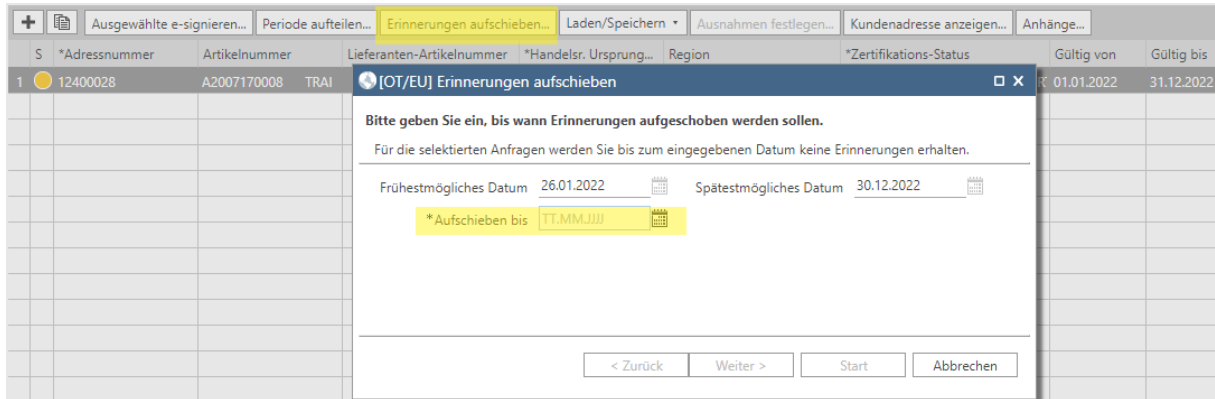 Ausgewählte e-signieren... Periode aufteilen... Erinnerungen aufschieben... Laden/Speichern Ausnahmen festlegen... Kundenadresse anzeigen... Anhänge...
S *Adressnummer Artikelnummer Lieferanten-Artikelnummer *Handelsr. Ursprung... Region *Zertifikations-Status Gültig von Gültig bis
1 12400028 A2007170008 TRAI 01.01.2022 31.12.2022
[OT/EU] Erinnerungen aufschieben
Bitte geben Sie ein, bis wann Erinnerungen aufgeschoben werden sollen.
Für die selektierten Anfragen werden Sie bis zum eingegebenen Datum keine Erinnerungen erhalten.
Frühestmögliches Datum 26.01.2022 Spätestmögliches Datum 30.12.2022
*Aufschieben bis TT.MM.JJJJ
< Zurück Weiter > Start Abbrechen